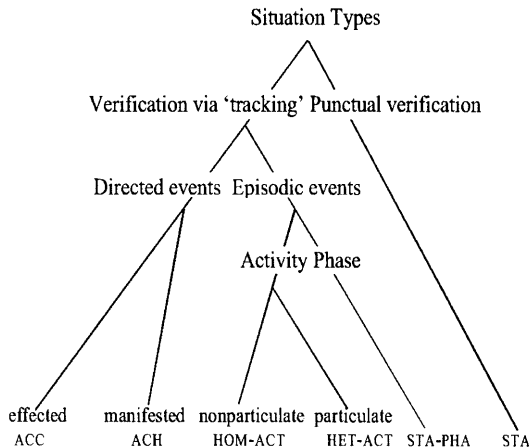 Situation Types
Verification via 'tracking' Punctual verification
Directed events Episodic events
Activity Phase
effected manifested nonparticulate particulate
ACC ACH HOM-ACT HET-ACT STA-PHA STA